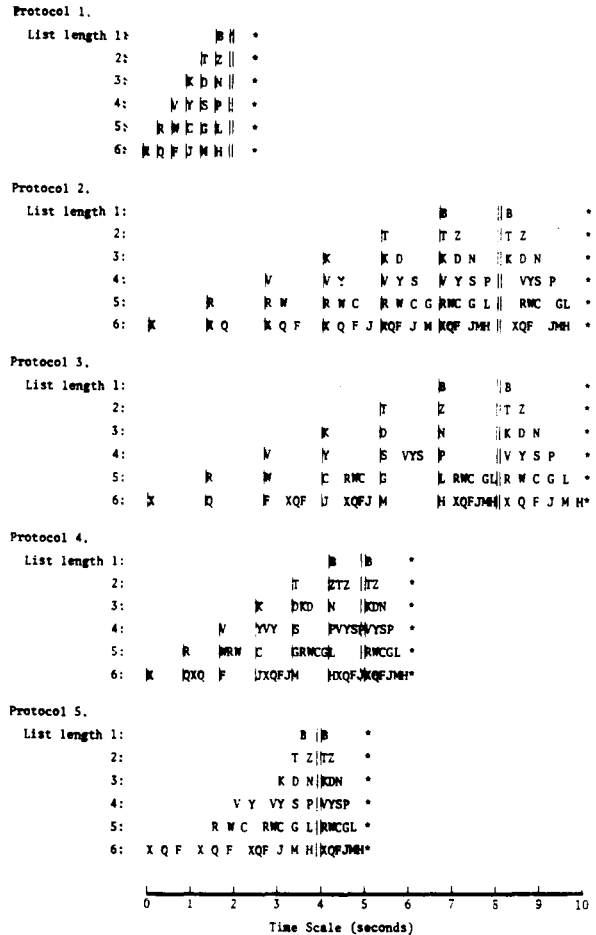 Protocol 1.
List length 1: B || *
2: T Z || *
3: K D N || *
4: V Y S P || *
5: R W C G L || *
6: X Q F J M H || *
Protocol 2.
List length 1: B || B *
2: T T Z || T Z *
3: K K D K D N || K D N *
4: V V Y V Y S V Y S P || VYS P *
5: R R W R W C R W C G RWC G L || RWC GL *
6: X X Q X Q F X Q F J XQF J M XQF JMH || XQF JMH *
Protocol 3.
List length 1: B || B *
2: T Z || T Z *
3: K D N || K D N *
4: V Y S VYS P || V Y S P *
5: R W C RWC G L RWC GL || R W C G L *
6: X Q F XQF J XQFJ M H XQFJMH || X Q F J M H*
Protocol 4.
List length 1: B || B *
2: T ZTZ || TZ *
3: K DKD N || KDN *
4: V YVY S PVYSP VYSP *
5: R WRW C GRWCGL || RWCGL *
6: X QXQ F JXQFJM HXQFJ XQFJMH*
Protocol 5.
List length 1: B || B *
2: T Z || TZ *
3: K D N || KDN *
4: V Y VY S P || VYSP *
5: R W C RWC G L || RWCGL *
6: X Q F X Q F XQF J M H || XQFJMH*
0 1 2 3 4 5 6 7 8 9 10
Time Scale (seconds)